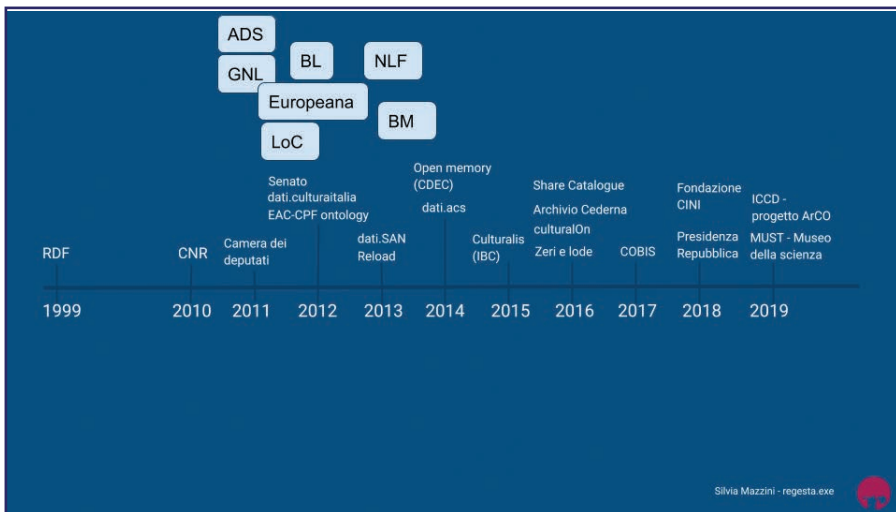 ADS
GNL
BL
NLF
Europeana
BM
LoC
Senato
dati.culturaitalia
EAC-CPF ontology
Open memory
(CDEC)
dati.acs
Share Catalogue
Archivio Cederna
culturalOn
Zeri e lode
Fondazione
CINI
Presidenza
Repubblica
ICCD -
progetto ArCO
MUST - Museo
della scienza
RDF
CNR
Camera dei
deputati
dati.SAN
Reload
Culturalis
(IBC)
COBIS
1999
2010
2011
2012
2013
2014
2015
2016
2017
2018
2019
Silvia Mazzini - regesta.exe